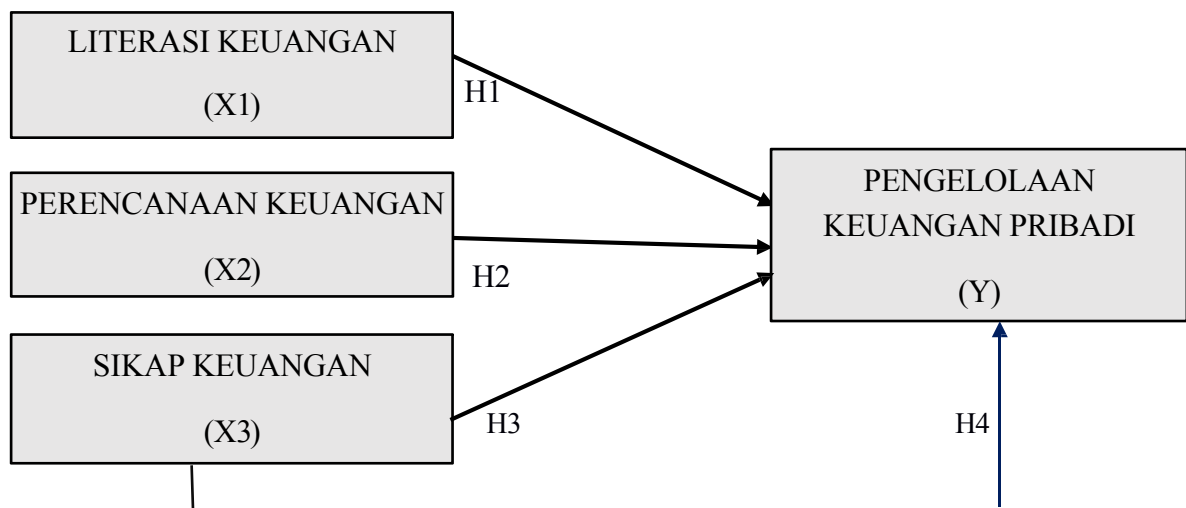 LITERASI KEUANGAN
(X1)
H1
PERENCANAAN KEUANGAN
(X2)
H2
SIKAP KEUANGAN
(X3)
H3
PENGELOLAAN
KEUANGAN PRIBADI
(Y)
H4